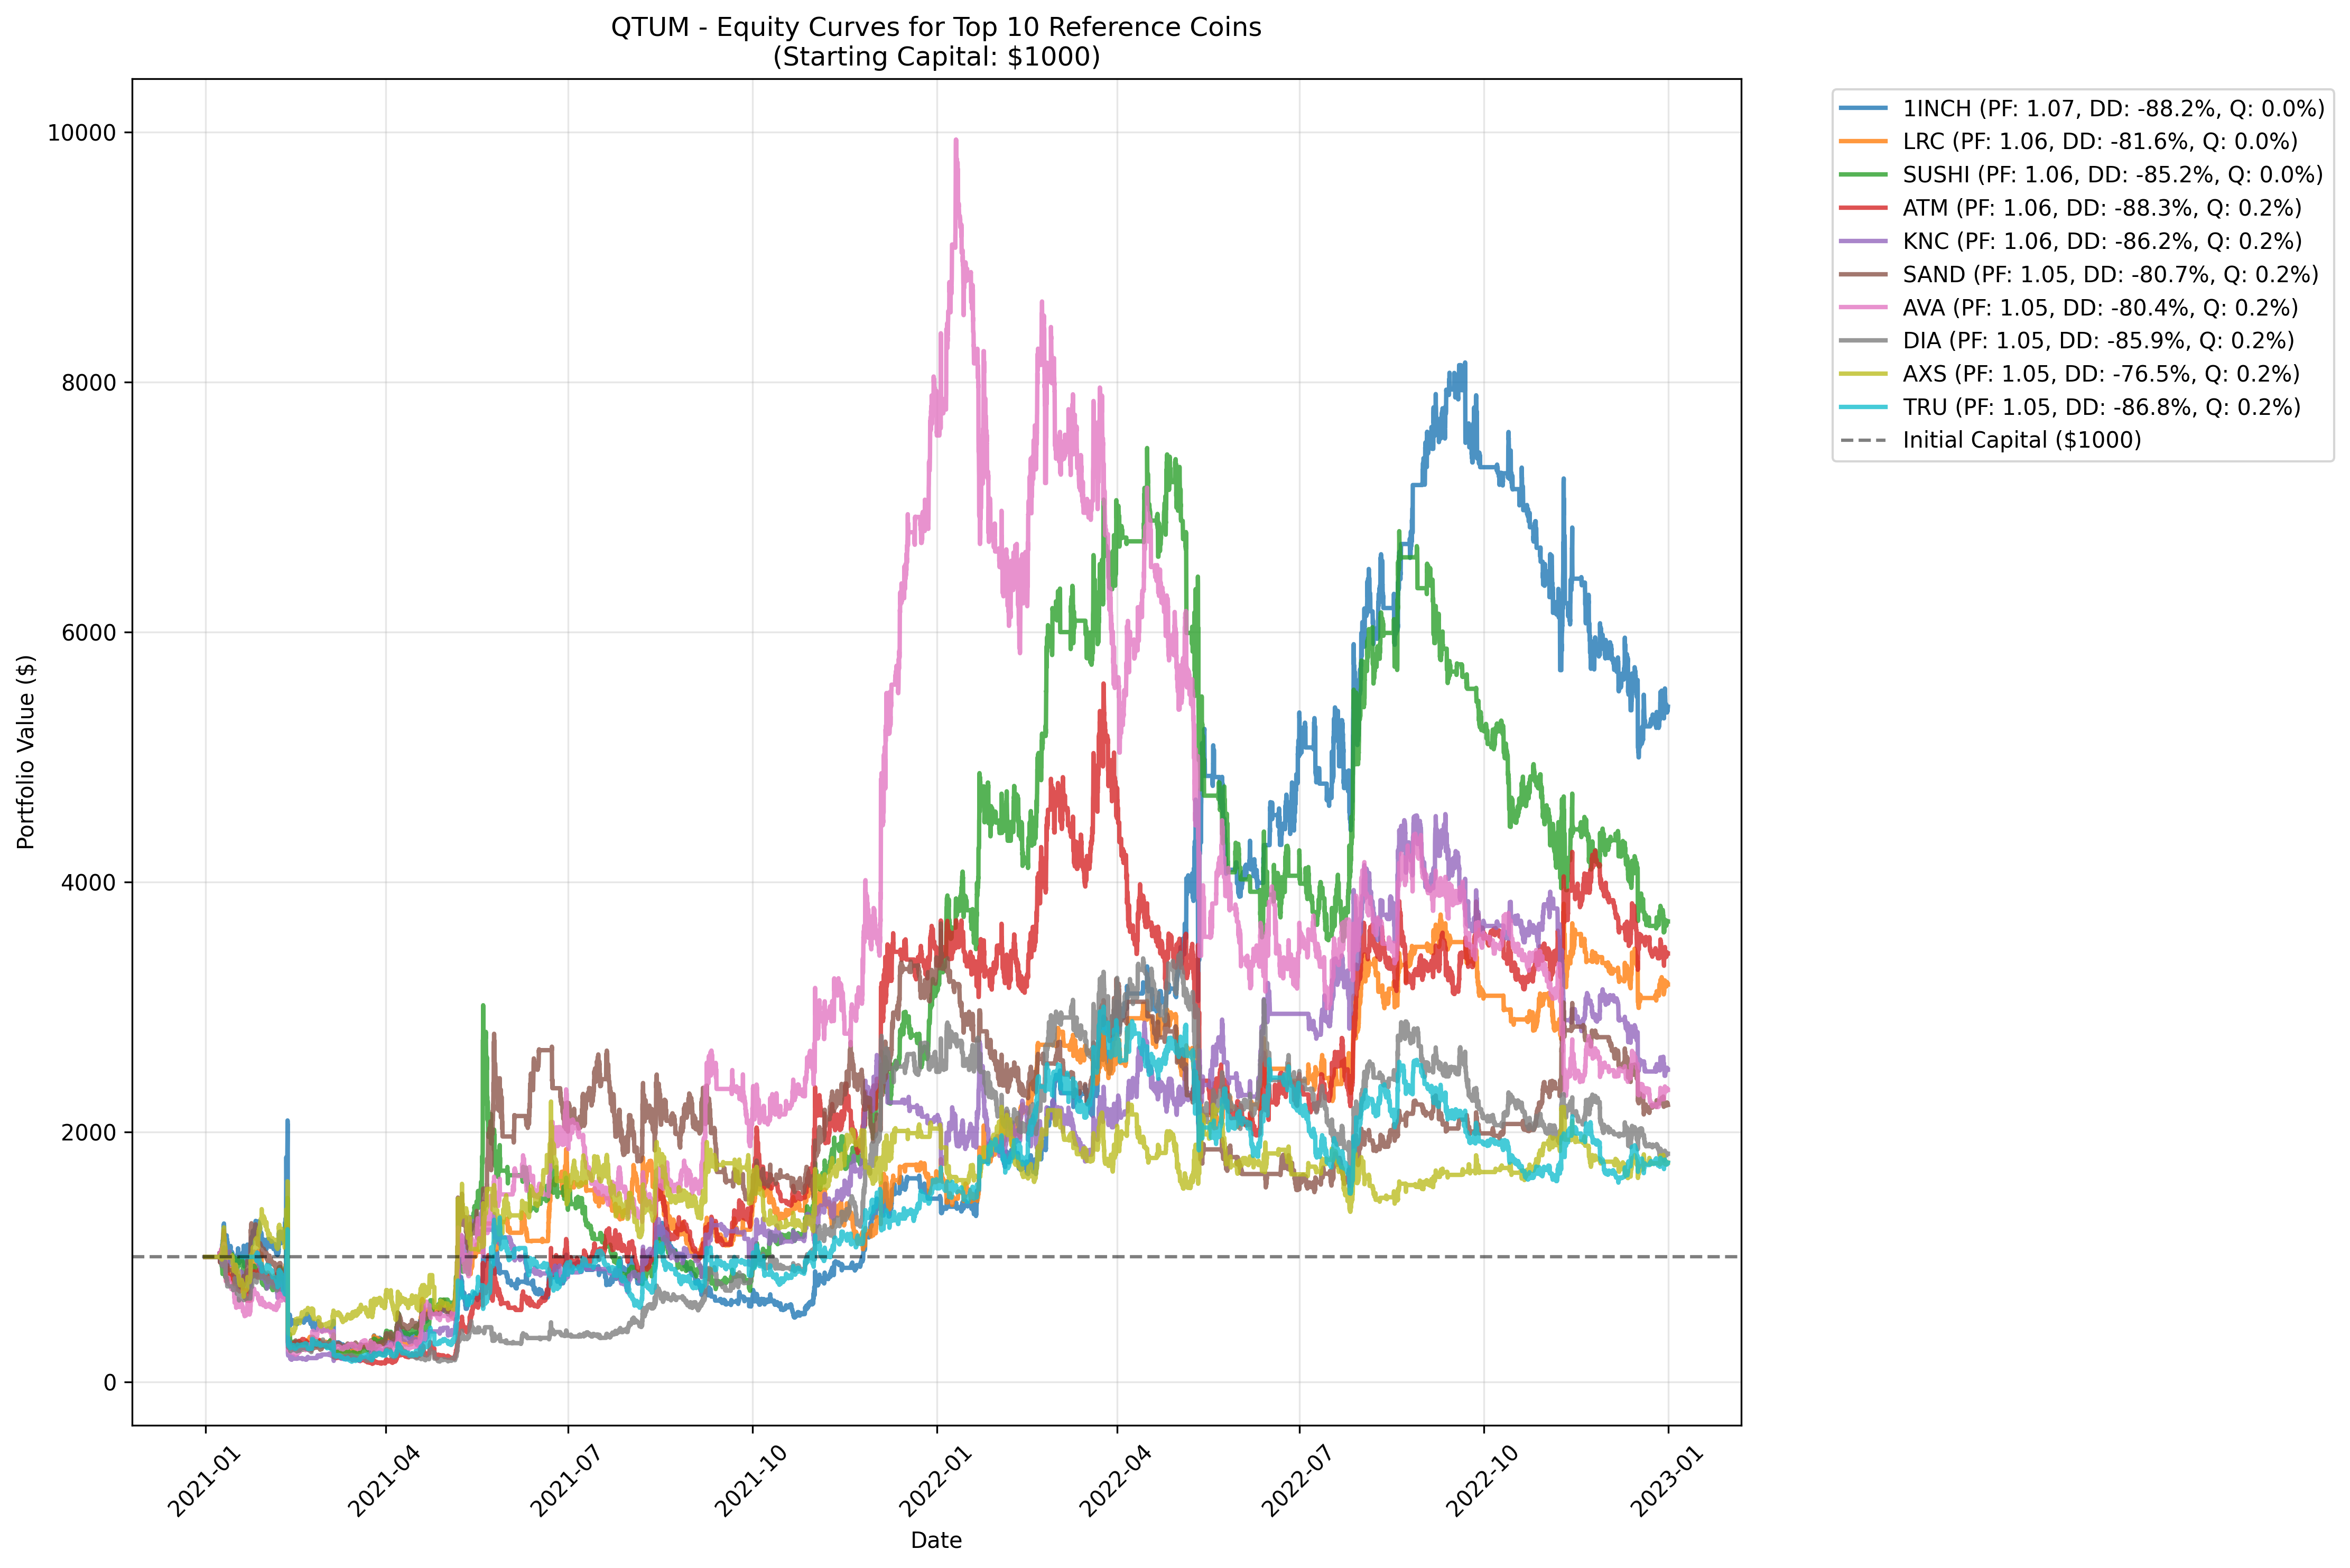 QTUM - Equity Curves for Top 10 Reference Coins
(Starting Capital: $1000)
10000
8000
6000
4000
2000
0
Portfolio Value ($)
2021-01
2021-04
2021-07
2021-10
2022-01
2022-04
2022-07
2022-10
2023-01
Date
1INCH (PF: 1.07, DD: -88.2%, Q: 0.0%)
LRC (PF: 1.06, DD: -81.6%, Q: 0.0%)
SUSHI (PF: 1.06, DD: -85.2%, Q: 0.0%)
ATM (PF: 1.06, DD: -88.3%, Q: 0.2%)
KNC (PF: 1.06, DD: -86.2%, Q: 0.2%)
SAND (PF: 1.05, DD: -80.7%, Q: 0.2%)
AVA (PF: 1.05, DD: -80.4%, Q: 0.2%)
DIA (PF: 1.05, DD: -85.9%, Q: 0.2%)
AXS (PF: 1.05, DD: -76.5%, Q: 0.2%)
TRU (PF: 1.05, DD: -86.8%, Q: 0.2%)
Initial Capital ($1000)